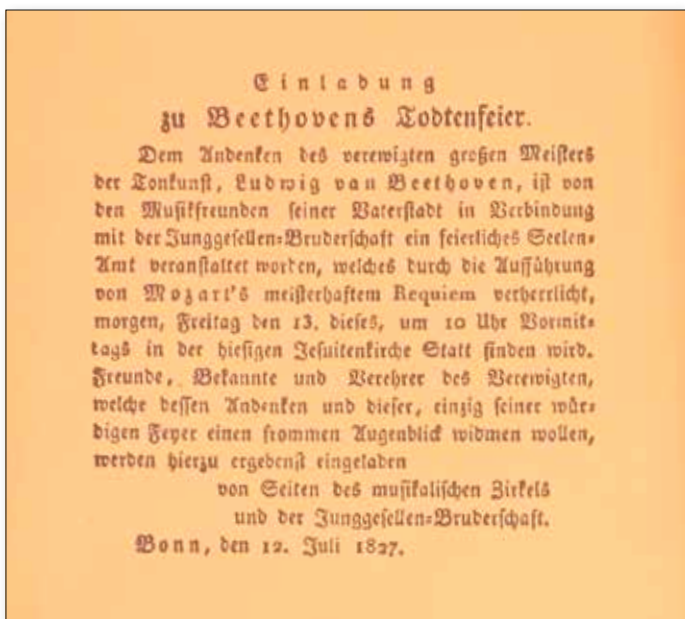 Einladung
zu Beethovens Todtenfeier.
Dem Andenken des verewigten großen Meisters
der Tonkunst, Ludwig van Beethoven, ist von
den Musikfreunden seiner Vaterstadt in Verbindung
mit der Junggesellen-Bruderschaft ein feierliches Seelen-
Amt veranstaltet worden, welches durch die Aufführung
von Mozart's meisterhaftem Requiem verherrlicht,
morgen, Freitag den 13. dieses, um 10 Uhr Vormit-
tags in der hiesigen Jesuitenkirche Statt finden wird.
Freunde, Bekannte und Verehrer des Verewigten,
welche dessen Andenken und dieser, einzig seiner wür-
digen Feyer einen frommen Augenblick widmen wollen,
werden hierzu ergebenst eingeladen
von Seiten des musikalischen Zirkels
und der Junggesellen-Bruderschaft.
Bonn, den 12. Juli 1827.